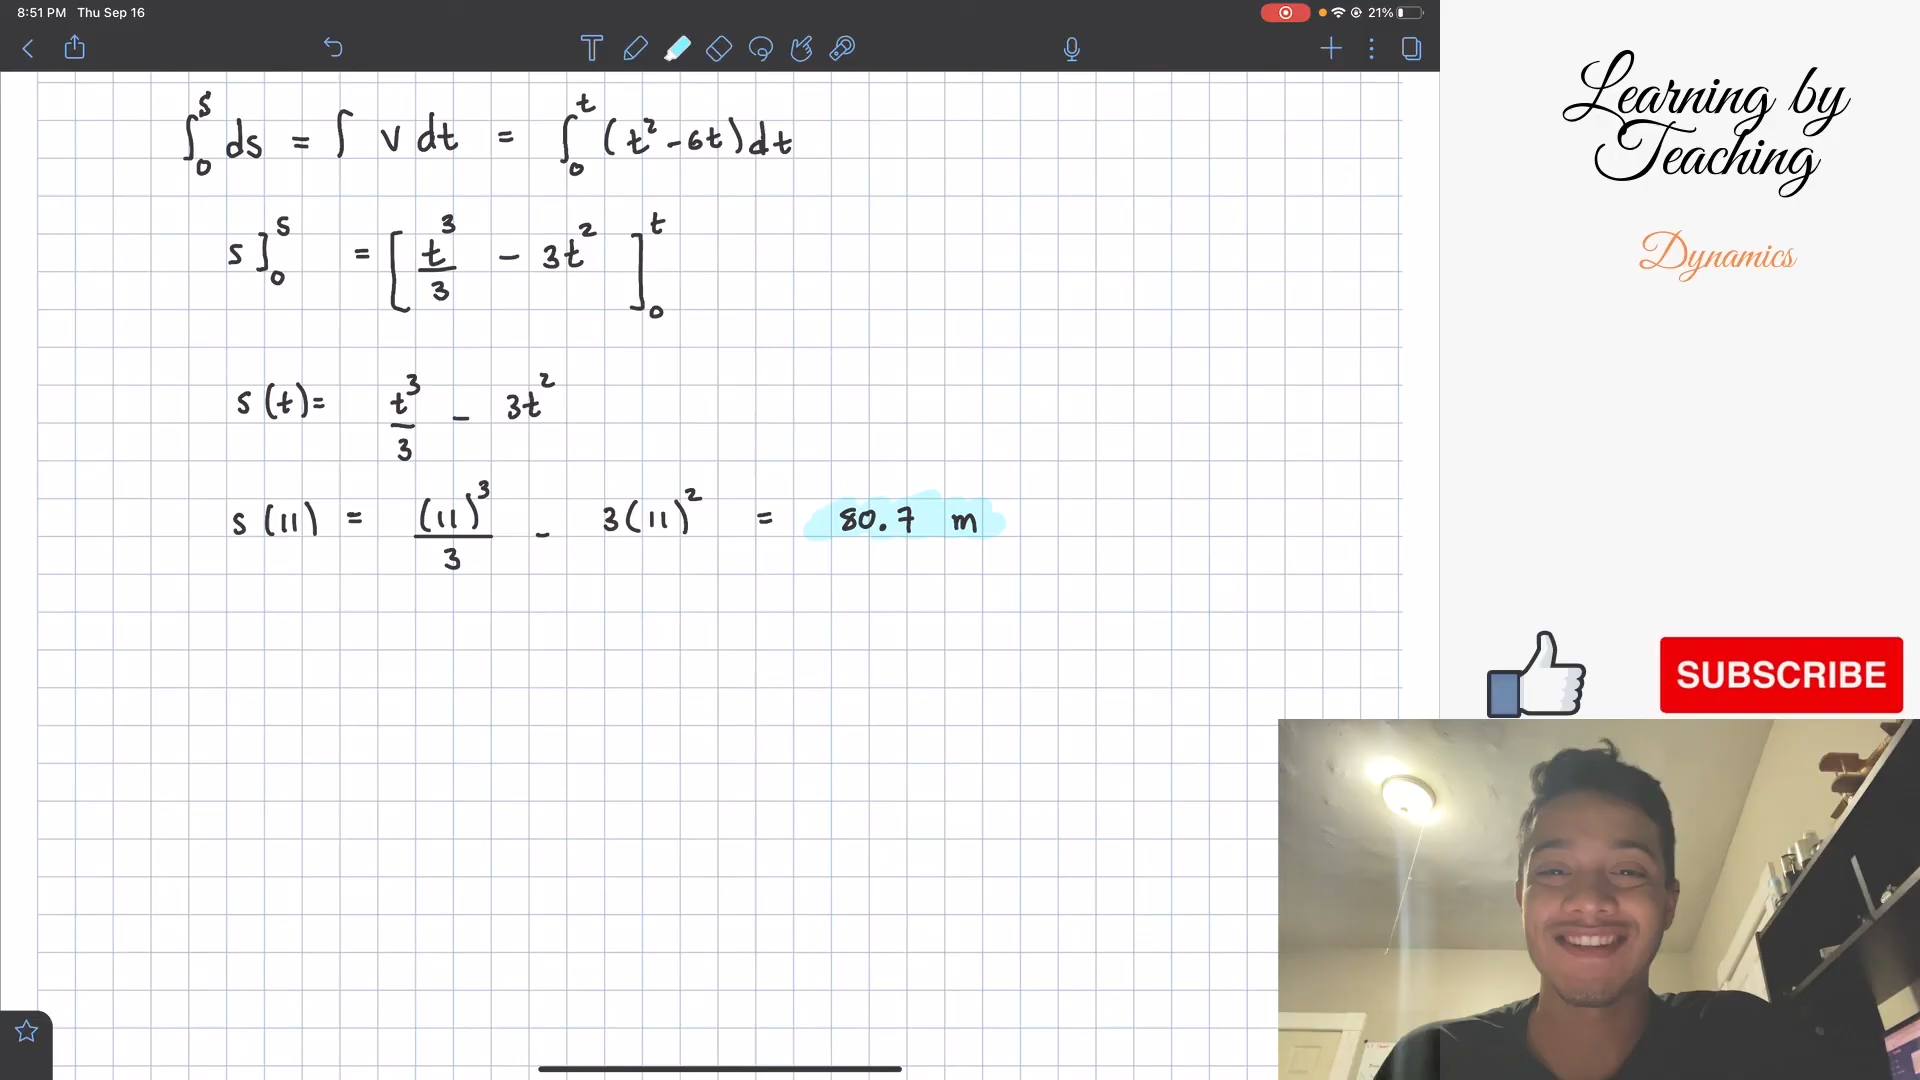 8:51 PM Thu Sep 16
21%
∫₀ˢ ds = ∫ v dt = ∫₀ᵗ (t² - 6t) dt
s]₀ˢ = [t³/3 - 3t²]₀ᵗ
s(t) = t³/3 - 3t²
s(11) = (11)³/3 - 3(11)² = 80.7 m
Learning by
Teaching
Dynamics
SUBSCRIBE